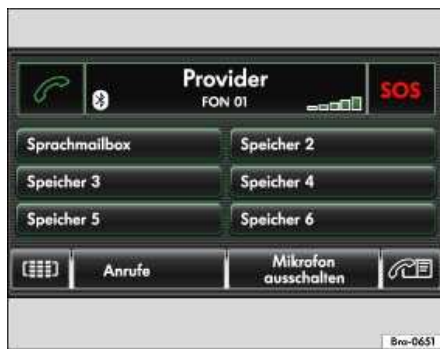 Provider
FON 01
SOS
Sprachmailbox
Speicher 2
Speicher 3
Speicher 4
Speicher 5
Speicher 6
Anrufe
Mikrofon
ausschalten
Bra-0651